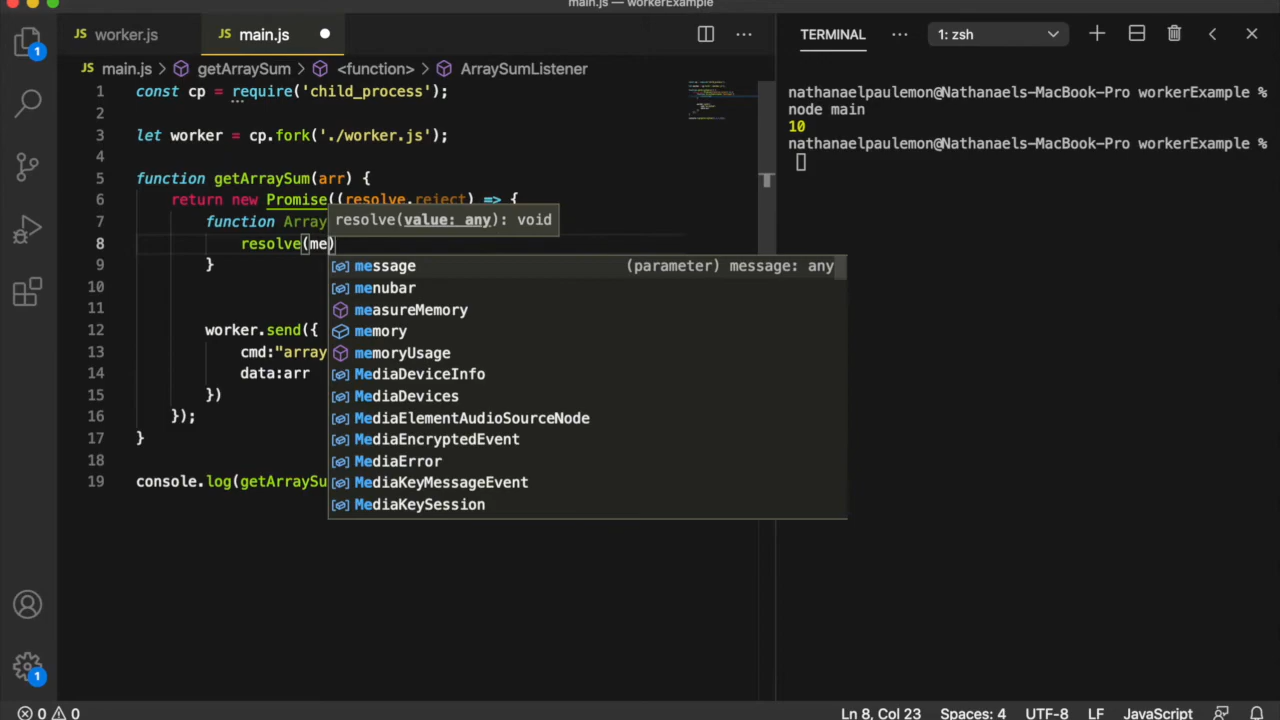 main.js — workerExample
JS worker.js
JS main.js
TERMINAL
1: zsh
JS main.js > getArraySum > <function> > ArraySumListener
1 const cp = require('child_process');
2
3 let worker = cp.fork('./worker.js');
4
5 function getArraySum(arr) {
6 return new Promise((resolve,reject) => {
7 function Array
8 resolve(me)
9 }
10
11
12 worker.send({
13 cmd:"array
14 data:arr
15 })
16 });
17 }
18
19 console.log(getArraySu
resolve(value: any): void
message (parameter) message: any
menubar
measureMemory
memory
memoryUsage
MediaDeviceInfo
MediaDevices
MediaElementAudioSourceNode
MediaEncryptedEvent
MediaError
MediaKeyMessageEvent
MediaKeySession
nathanaelpaulemon@Nathanaels-MacBook-Pro workerExample %
node main
10
nathanaelpaulemon@Nathanaels-MacBook-Pro workerExample %
1
1
0 0
Ln 8, Col 23
Spaces: 4
UTF-8
LF
JavaScript